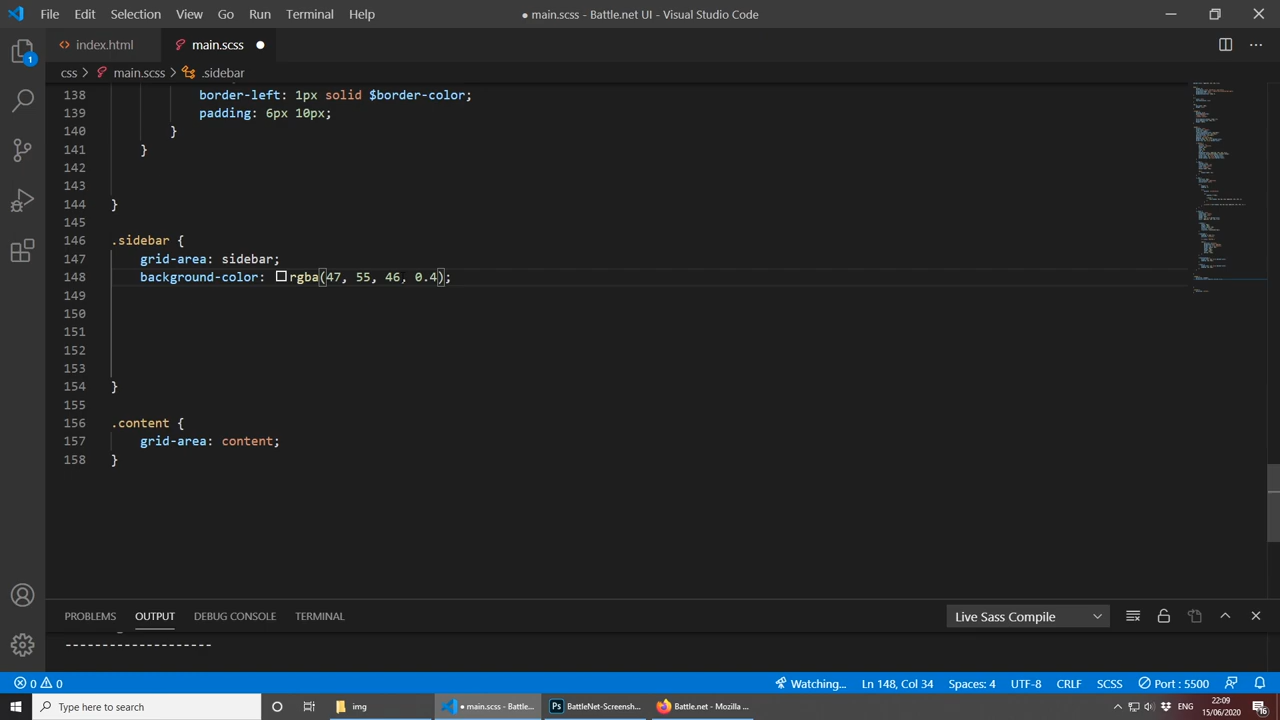 File Edit Selection View Go Run Terminal Help ● main.scss - Battle.net UI - Visual Studio Code
index.html main.scss
css > main.scss > .sidebar
138 border-left: 1px solid $border-color;
139 padding: 6px 10px;
140 }
141 }
142
143
144 }
145
146 .sidebar {
147 grid-area: sidebar;
148 background-color: rgba(47, 55, 46, 0.4);
149
150
151
152
153
154 }
155
156 .content {
157 grid-area: content;
158 }
1
PROBLEMS OUTPUT DEBUG CONSOLE TERMINAL Live Sass Compile
--------------------
0 0 Watching... Ln 148, Col 34 Spaces: 4 UTF-8 CRLF SCSS Port : 5500
Type here to search img ● main.scss - Battle... Ps BattleNet-Screensh... Battle.net - Mozilla ... ENG 22:09
15/06/2020 16